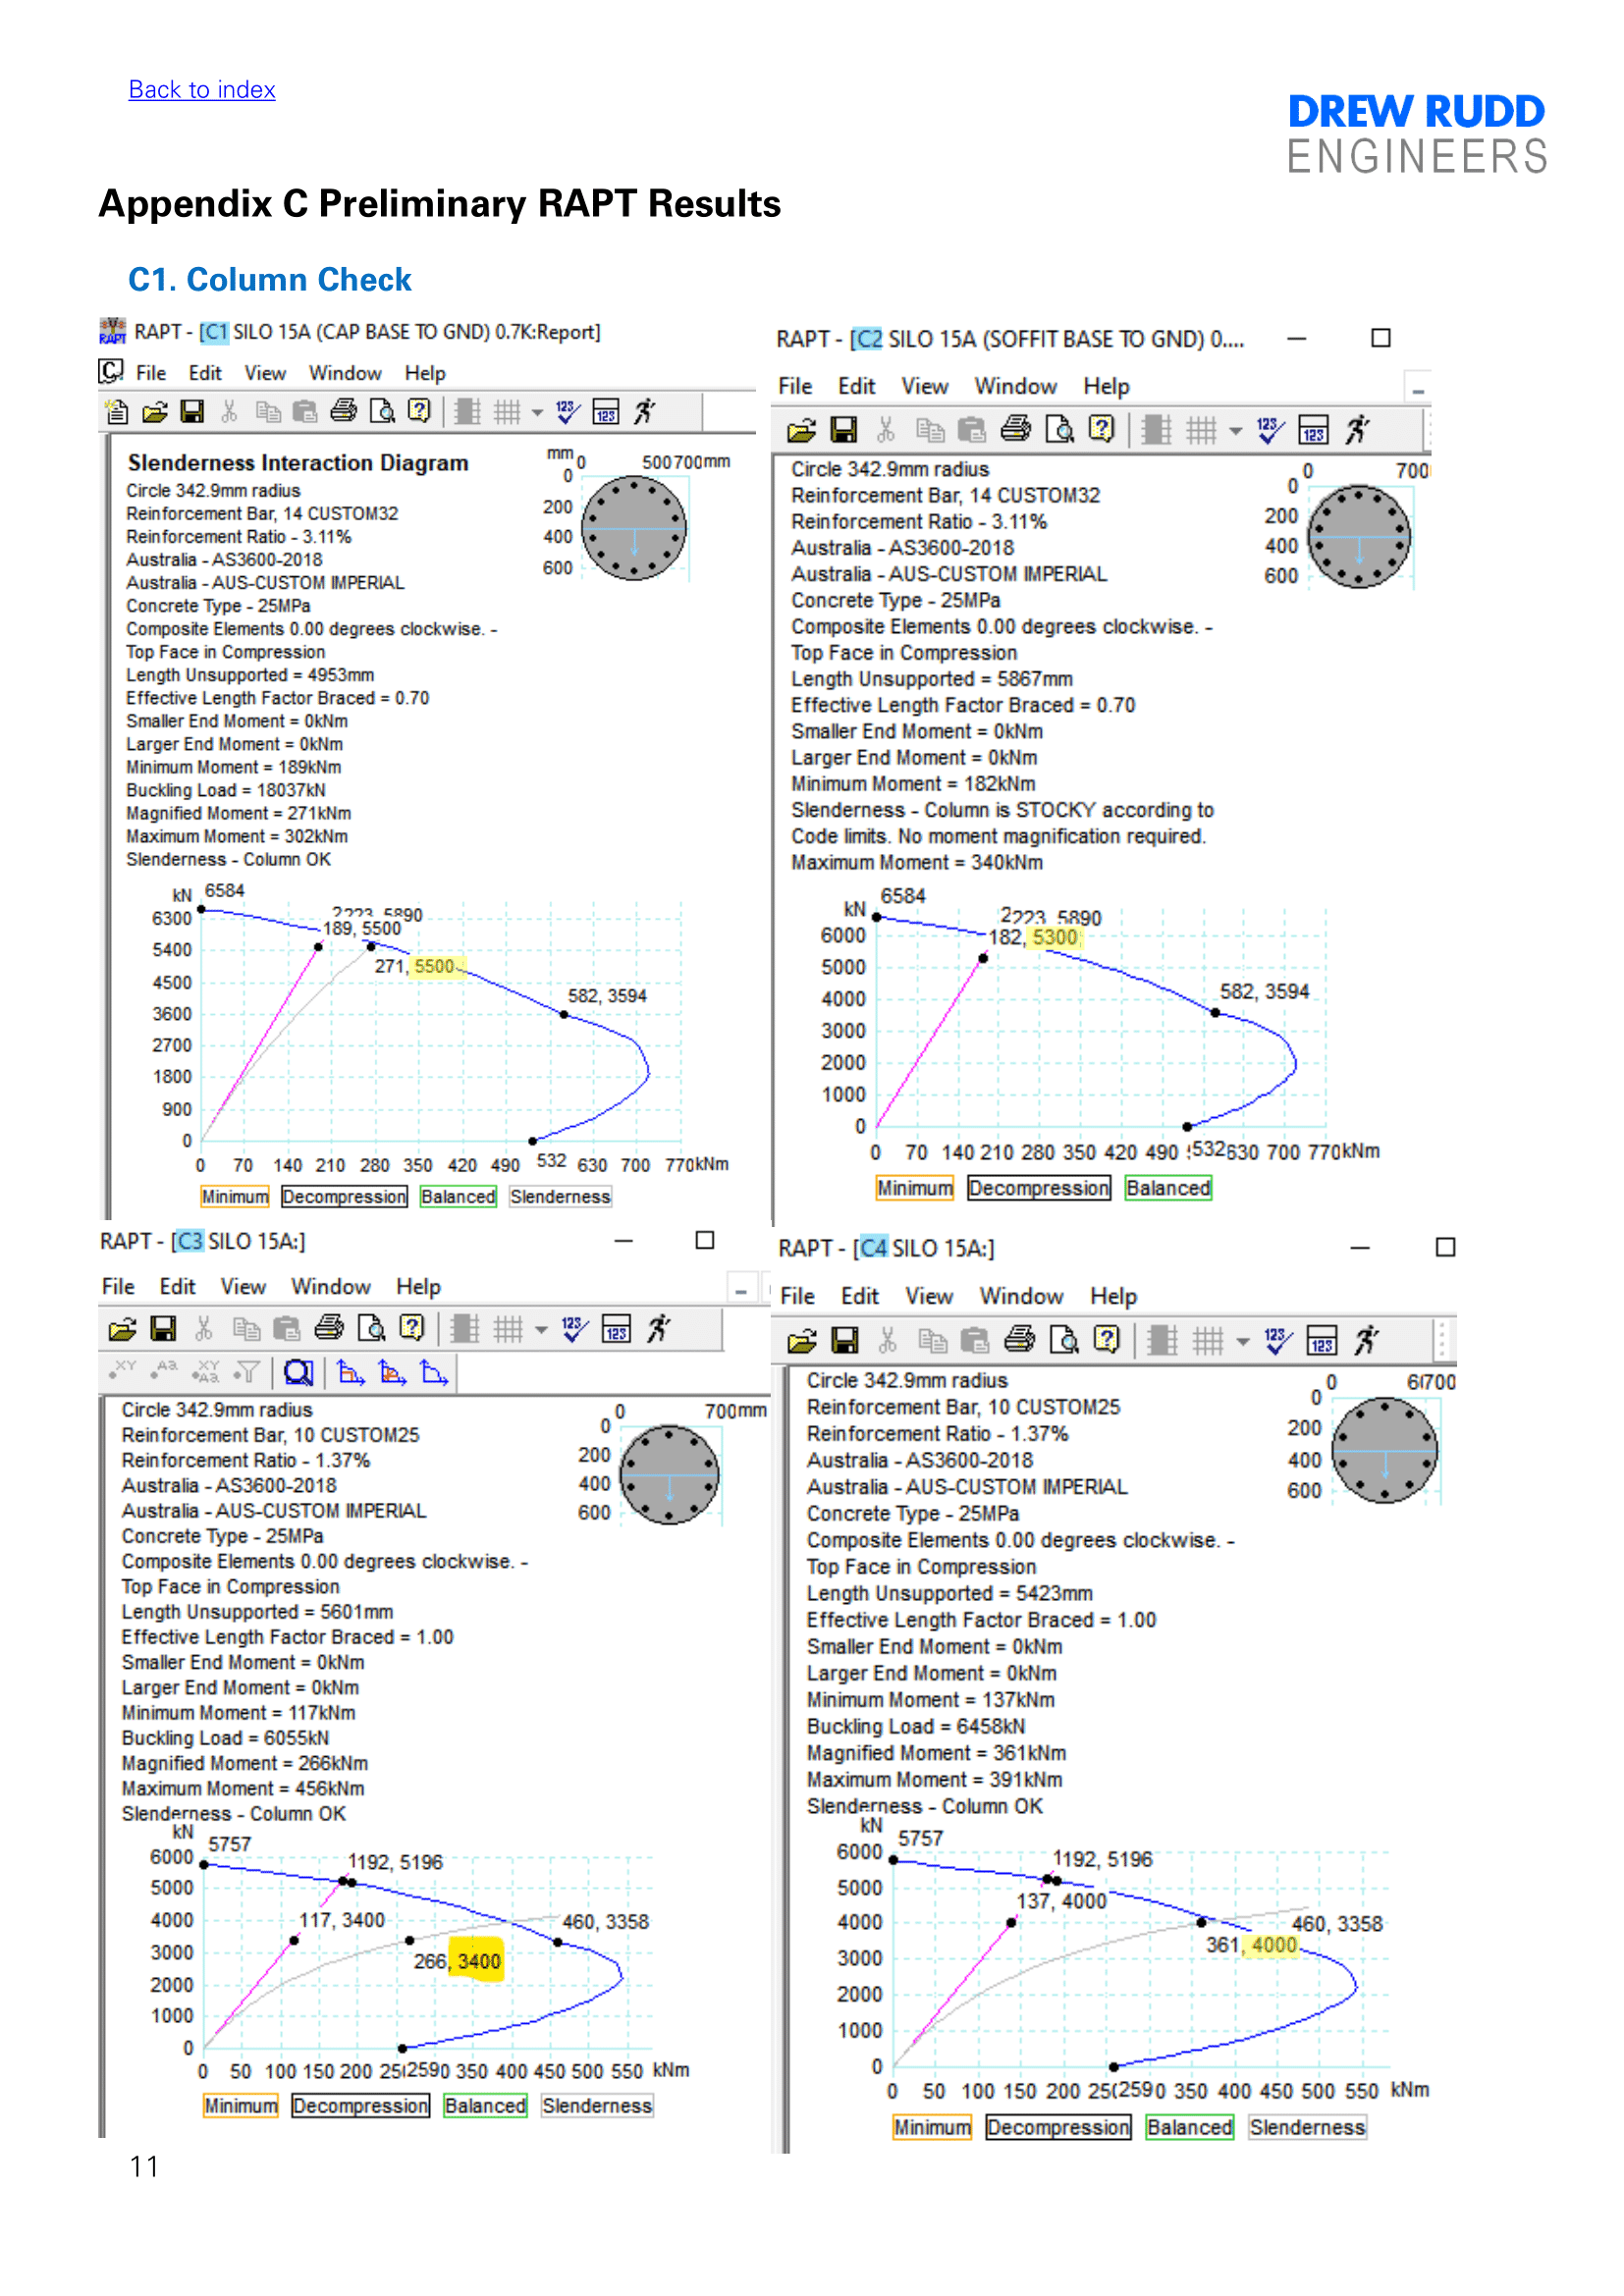 Back to index
DREW RUDD
ENGINEERS
Appendix C Preliminary RAPT Results
C1. Column Check
RAPT - [C1 SILO 15A (CAP BASE TO GND) 0.7K:Report]
File Edit View Window Help
Slenderness Interaction Diagram
Circle 342.9mm radius
Reinforcement Bar, 14 CUSTOM32
Reinforcement Ratio - 3.11%
Australia - AS3600-2018
Australia - AUS-CUSTOM IMPERIAL
Concrete Type - 25MPa
Composite Elements 0.00 degrees clockwise. -
Top Face in Compression
Length Unsupported = 4953mm
Effective Length Factor Braced = 0.70
Smaller End Moment = 0kNm
Larger End Moment = 0kNm
Minimum Moment = 189kNm
Buckling Load = 18037kN
Magnified Moment = 271kNm
Maximum Moment = 302kNm
Slenderness - Column OK
mm 0 500 700mm
0
200
400
600
kN 6584
6300
5400
4500
3600
2700
1800
900
0
223, 5890
189, 5500
271, 5500
582, 3594
0 70 140 210 280 350 420 490 532 630 700 770kNm
Minimum Decompression Balanced Slenderness
RAPT - [C2 SILO 15A (SOFFIT BASE TO GND) 0....
File Edit View Window Help
Circle 342.9mm radius
Reinforcement Bar, 14 CUSTOM32
Reinforcement Ratio - 3.11%
Australia - AS3600-2018
Australia - AUS-CUSTOM IMPERIAL
Concrete Type - 25MPa
Composite Elements 0.00 degrees clockwise. -
Top Face in Compression
Length Unsupported = 5867mm
Effective Length Factor Braced = 0.70
Smaller End Moment = 0kNm
Larger End Moment = 0kNm
Minimum Moment = 182kNm
Slenderness - Column is STOCKY according to
Code limits. No moment magnification required.
Maximum Moment = 340kNm
0 700
0
200
400
600
kN 6584
6000
5000
4000
3000
2000
1000
0
223, 5890
182, 5300
582, 3594
0 70 140 210 280 350 420 490 532 630 700 770kNm
Minimum Decompression Balanced
RAPT - [C3 SILO 15A:]
File Edit View Window Help
Circle 342.9mm radius
Reinforcement Bar, 10 CUSTOM25
Reinforcement Ratio - 1.37%
Australia - AS3600-2018
Australia - AUS-CUSTOM IMPERIAL
Concrete Type - 25MPa
Composite Elements 0.00 degrees clockwise. -
Top Face in Compression
Length Unsupported = 5601mm
Effective Length Factor Braced = 1.00
Smaller End Moment = 0kNm
Larger End Moment = 0kNm
Minimum Moment = 117kNm
Buckling Load = 6055kN
Magnified Moment = 266kNm
Maximum Moment = 456kNm
Slenderness - Column OK
0 700mm
0
200
400
600
kN
5757
6000
5000
4000
3000
2000
1000
0
192, 5196
117, 3400
460, 3358
266, 3400
0 50 100 150 200 259 350 400 450 500 550 kNm
Minimum Decompression Balanced Slenderness
RAPT - [C4 SILO 15A:]
File Edit View Window Help
Circle 342.9mm radius
Reinforcement Bar, 10 CUSTOM25
Reinforcement Ratio - 1.37%
Australia - AS3600-2018
Australia - AUS-CUSTOM IMPERIAL
Concrete Type - 25MPa
Composite Elements 0.00 degrees clockwise. -
Top Face in Compression
Length Unsupported = 5423mm
Effective Length Factor Braced = 1.00
Smaller End Moment = 0kNm
Larger End Moment = 0kNm
Minimum Moment = 137kNm
Buckling Load = 6458kN
Magnified Moment = 361kNm
Maximum Moment = 391kNm
Slenderness - Column OK
0 700
0
200
400
600
kN
5757
6000
5000
4000
3000
2000
1000
0
192, 5196
137, 4000
460, 3358
361, 4000
0 50 100 150 200 259 350 400 450 500 550 kNm
Minimum Decompression Balanced Slenderness
11